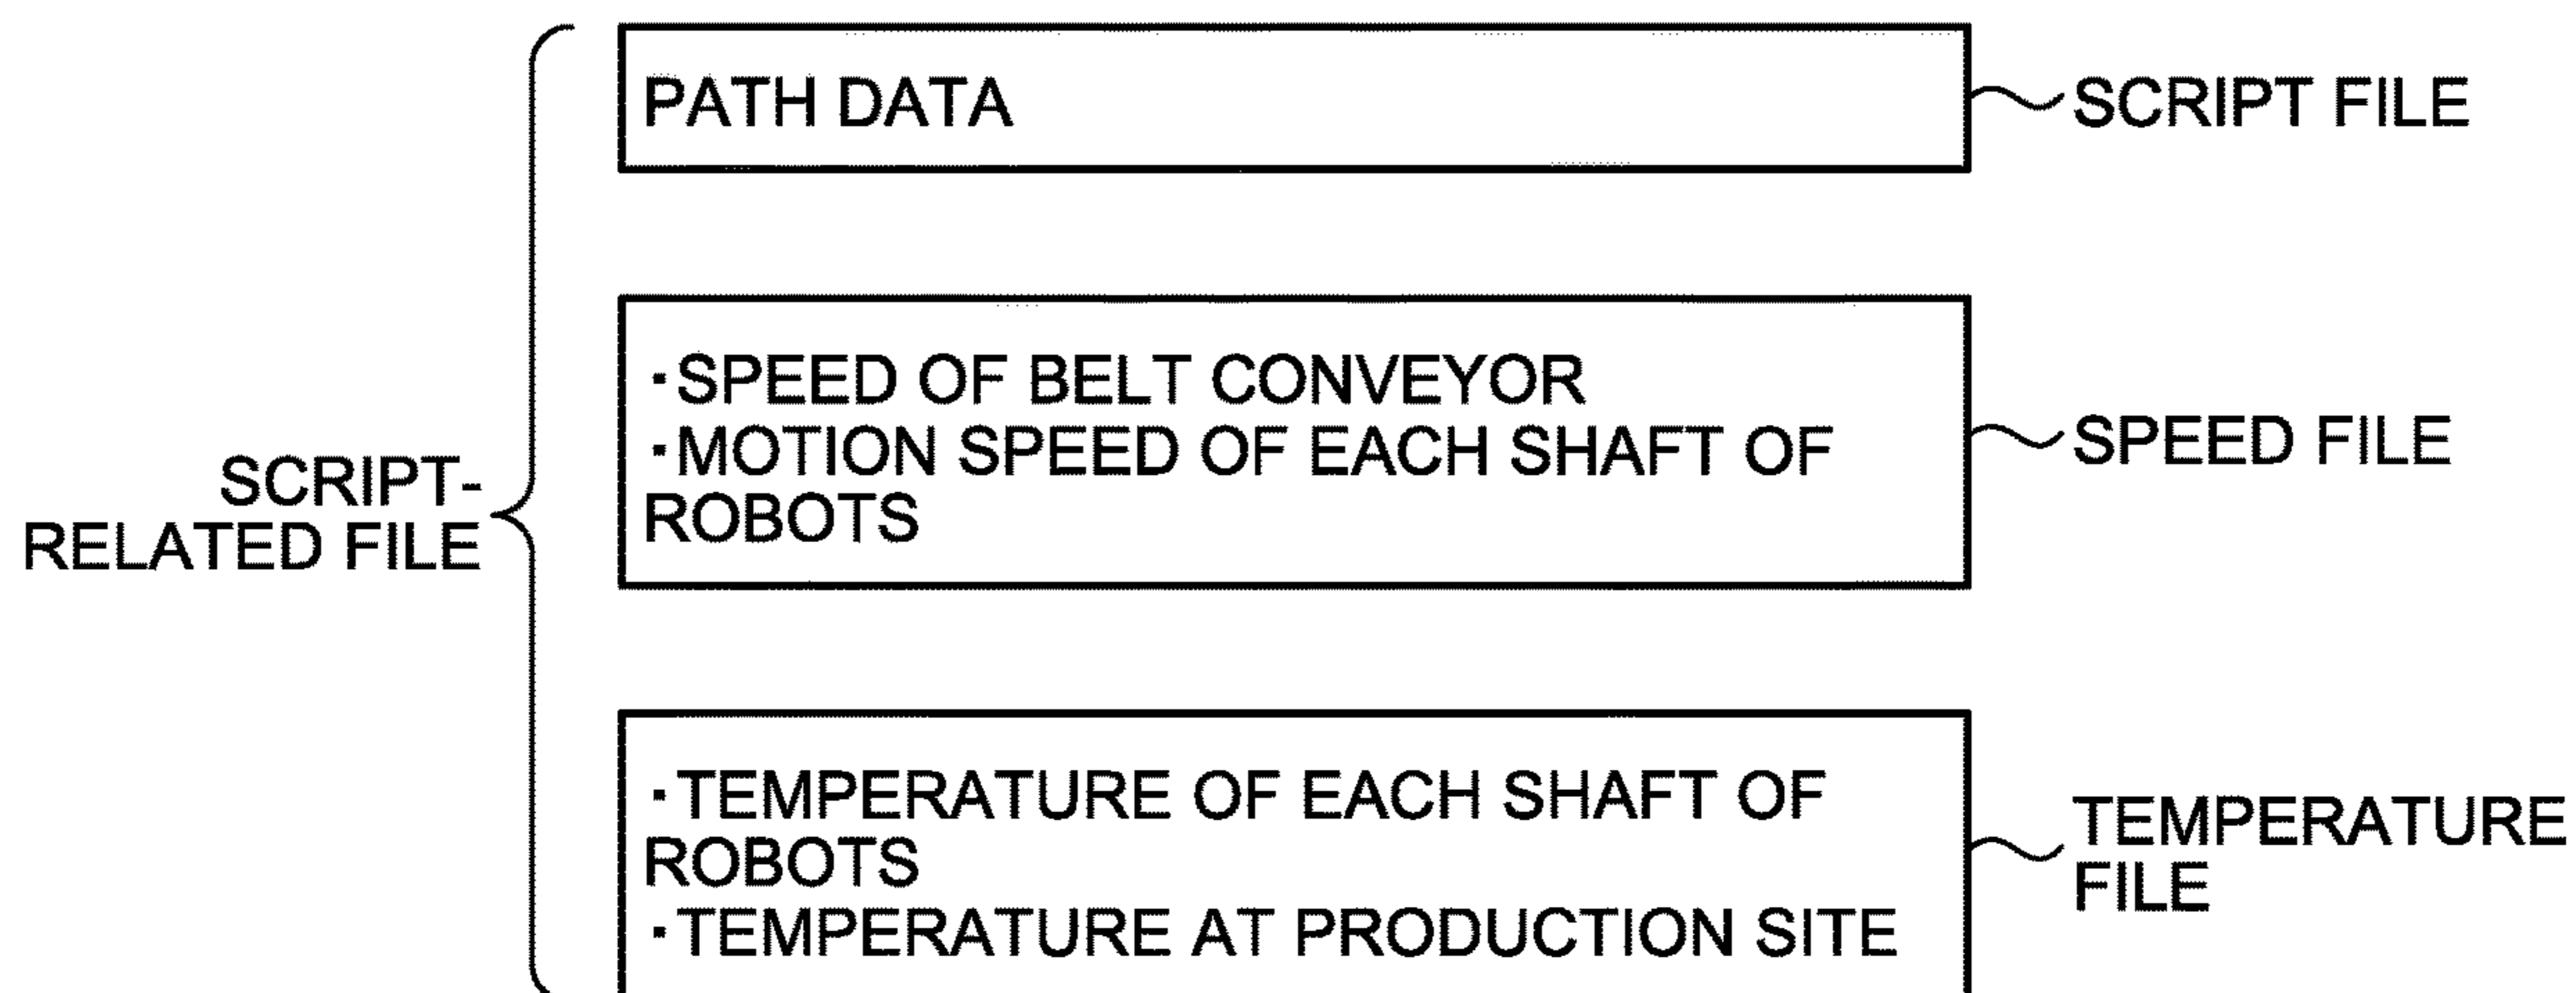 PATH DATA
SCRIPT FILE
·SPEED OF BELT CONVEYOR
·MOTION SPEED OF EACH SHAFT OF
ROBOTS
SPEED FILE
SCRIPT-
RELATED FILE
·TEMPERATURE OF EACH SHAFT OF
ROBOTS
·TEMPERATURE AT PRODUCTION SITE
TEMPERATURE
FILE